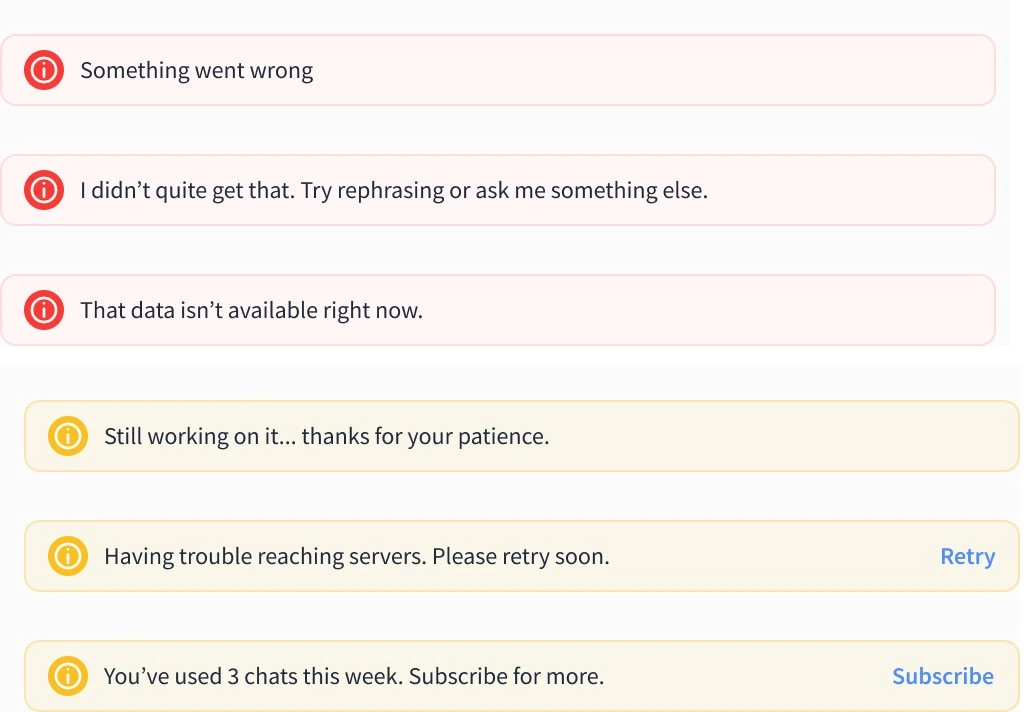 Something went wrong
I didn’t quite get that. Try rephrasing or ask me something else.
That data isn’t available right now.
Still working on it... thanks for your patience.
Having trouble reaching servers. Please retry soon. Retry
You’ve used 3 chats this week. Subscribe for more. Subscribe